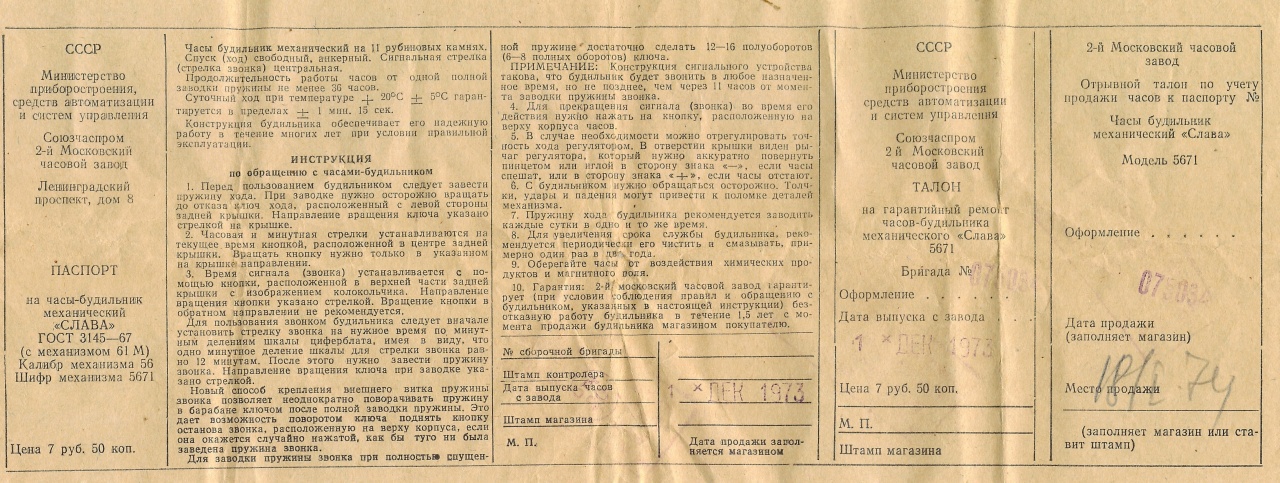 СССР
Министерство
приборостроения,
средств автоматизации
и систем управления
Союзчаспром
2-й Московский
часовой завод
Ленинградский
проспект, дом 8
ПАСПОРТ
на часы-будильник
механический
«СЛАВА»
ГОСТ 3145—67
(с механизмом 61 М)
Калибр механизма 56
Шифр механизма 5671
Цена 7 руб. 50 коп.
Часы будильник механический на 11 рубиновых камнях.
Спуск (ход) свободный, анкерный. Сигнальная стрелка
(стрелка звонка) центральная.
Продолжительность работы часов от одной полной
заводки пружины не менее 36 часов.
Суточный ход при температуре + 20°С ± 5°С гаран-
тируется в пределах ± 1 мин. 15 сек.
Конструкция будильника обеспечивает его надежную
работу в течение многих лет при условии правильной
эксплуатации.
ИНСТРУКЦИЯ
по обращению с часами-будильником
1. Перед пользованием будильником следует завести
пружину хода. При заводке нужно осторожно вращать
до отказа ключ хода, расположенный с левой стороны
задней крышки. Направление вращения ключа указано
стрелкой на крышке.
2. Часовая и минутная стрелки устанавливаются на
текущее время кнопкой, расположенной в центре задней
крышки. Вращать кнопку нужно только в указанном
на крышке направлении.
3. Время сигнала (звонка) устанавливается с по-
мощью кнопки, расположенной в верхней части задней
крышки с изображением колокольчика. Направление
вращения кнопки указано стрелкой. Вращение кнопки в
обратном направлении не рекомендуется.
Для пользования звонком будильника следует вначале
установить стрелку звонка на нужное время по минут-
ным делениям шкалы циферблата, имея в виду, что
одно минутное деление шкалы для стрелки звонка рав-
но 12 минутам. После этого нужно завести пружину
звонка. Направление вращения ключа при заводке ука-
зано стрелкой.
Новый способ крепления внешнего витка пружины
звонка позволяет неоднократно поворачивать пружину
в барабане ключом после полной заводки пружины. Это
дает возможность поворотом ключа поднять кнопку
останова звонка, расположенную на верху корпуса, если
она окажется случайно нажатой, как бы туго ни была
заведена пружина звонка.
Для заводки пружины звонка при полностью спущен-
ной пружине достаточно сделать 12—16 полуоборотов
(6—8 полных оборотов) ключа.
ПРИМЕЧАНИЕ: Конструкция сигнального устройства
такова, что будильник будет звонить в любое назначен-
ное время, но не позднее, чем через 11 часов от момен-
та заводки пружины звонка.
4. Для прекращения сигнала (звонка) во время его
действия нужно нажать на кнопку, расположенную на
верху корпуса часов.
5. В случае необходимости можно отрегулировать точ-
ность хода регулятором. В отверстии крышки виден ры-
чаг регулятора, который нужно аккуратно повернуть
пинцетом или иглой в сторону знака «—», если часы
спешат, или в сторону знака «+», если часы отстают.
6. С будильником нужно обращаться осторожно. Толч-
ки, удары и падения могут привести к поломке деталей
механизма.
7. Пружину хода будильника рекомендуется заводить
каждые сутки в одно и то же время.
8. Для увеличения срока службы будильника, реко-
мендуется периодически его чистить и смазывать, при-
мерно один раз в два года.
9. Оберегайте часы от воздействия химических про-
дуктов и магнитного поля.
10. Гарантия: 2-й московский часовой завод гаранти-
рует (при условии соблюдения правил и обращению с
будильником, указанных в настоящей инструкции) без-
отказную работу будильника в течение 1,5 лет с мо-
мента продажи будильника магазином покупателю.
№ сборочной бригады
Штамп контролера
Дата выпуска часов
с завода
1 × ДЕК 1973
Штамп магазина
М. П.
Дата продажи запол-
няется магазином
СССР
Министерство
приборостроения,
средств автоматизации
и систем управления
Союзчаспром
2 й Московский
часовой завод
ТАЛОН
на гарантийный ремонт
часов-будильника
механического «Слава»
5671
Бригада №
Оформление . . . . . .
Дата выпуска с завода
1 × ДЕК 1973
Цена 7 руб. 50 коп.
М. П.
Штамп магазина
2-й Московский часовой
завод
Отрывной талон по учету
продажи часов к паспорту №
Часы будильник
механический «Слава»
Модель 5671
Оформление . . . . . .
Дата продажи
(заполняет магазин)
Место продажи
(заполняет магазин или ста-
вит штамп)